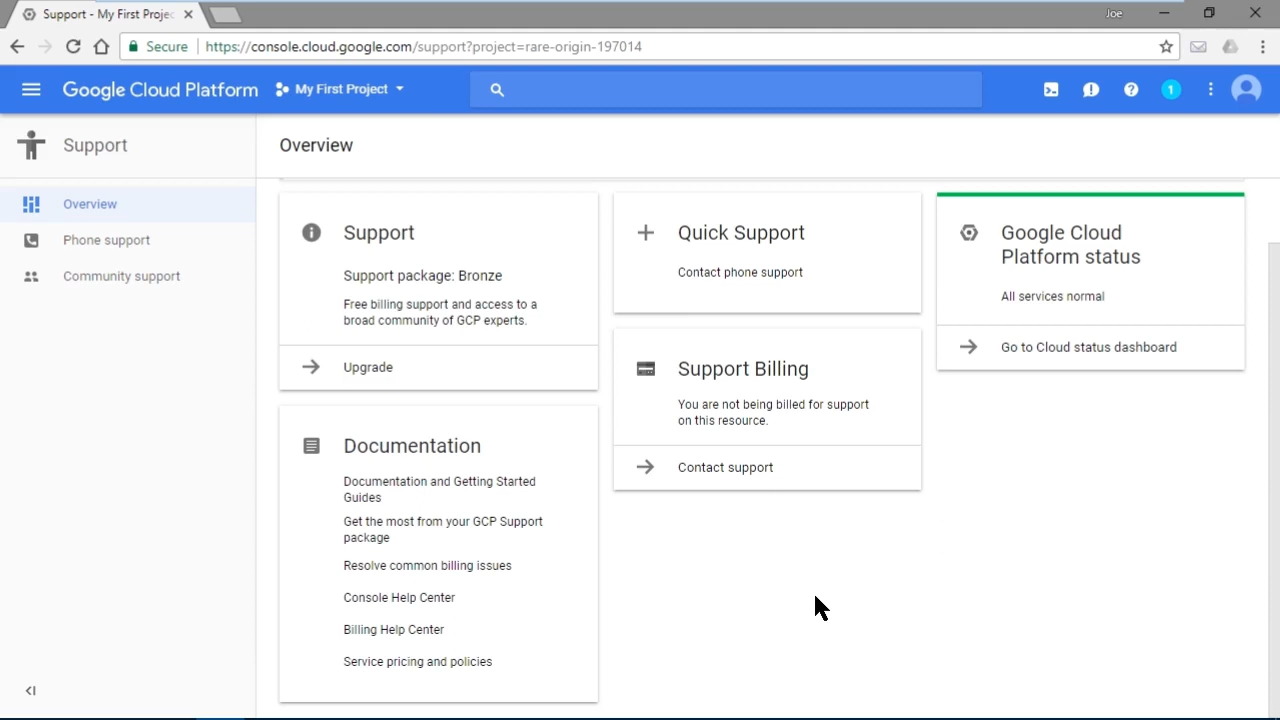 Support - My First Projec
Joe
Secure
https://console.cloud.google.com/support?project=rare-origin-197014
Google Cloud Platform
My First Project
1
Support
Overview
Overview
Phone support
Community support
Support
Support package: Bronze
Free billing support and access to a
broad community of GCP experts.
Upgrade
Documentation
Documentation and Getting Started
Guides
Get the most from your GCP Support
package
Resolve common billing issues
Console Help Center
Billing Help Center
Service pricing and policies
Quick Support
Contact phone support
Support Billing
You are not being billed for support
on this resource.
Contact support
Google Cloud
Platform status
All services normal
Go to Cloud status dashboard